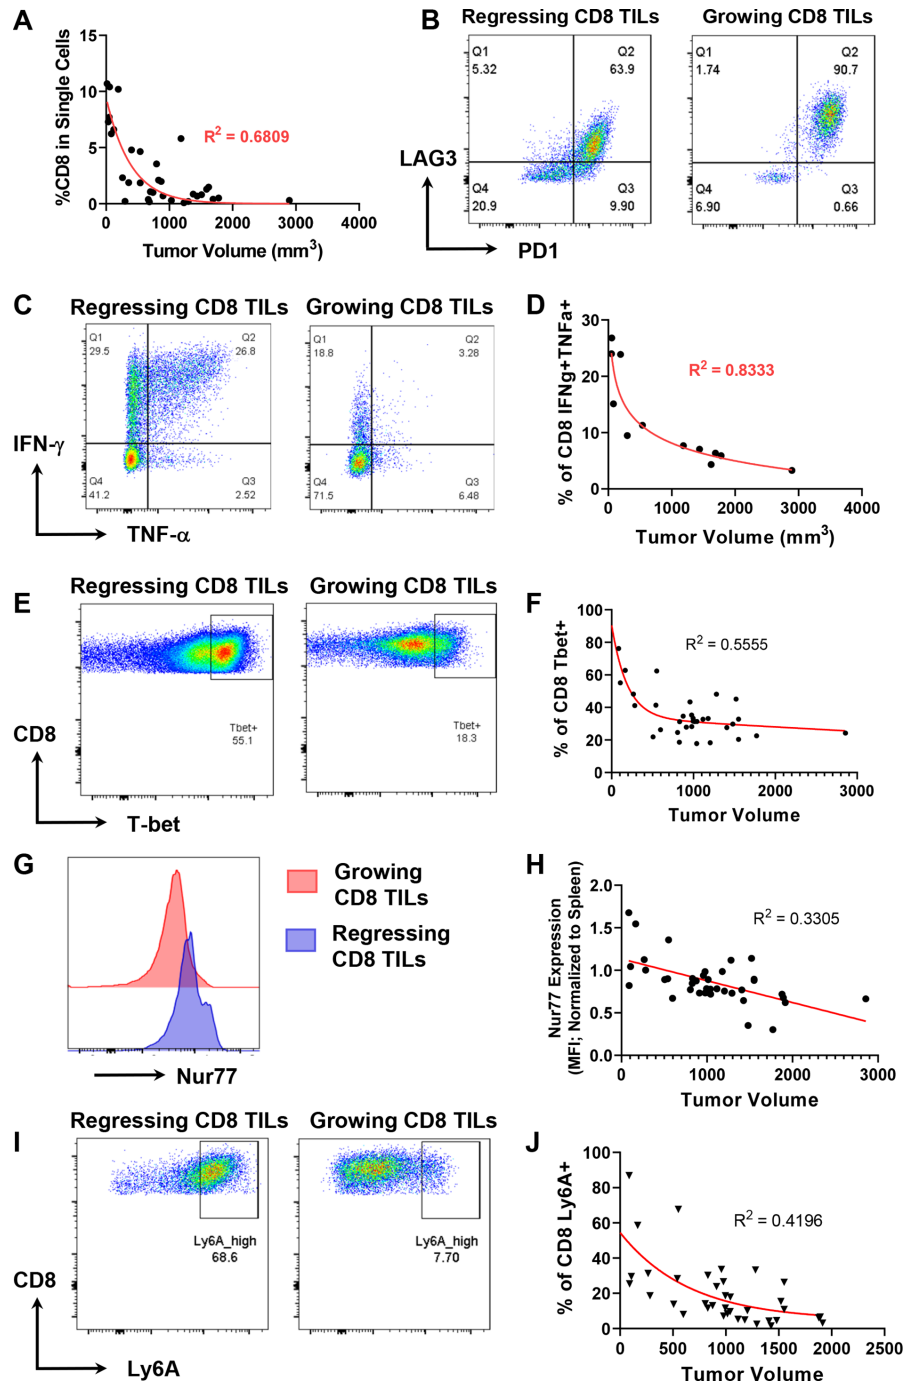 A
15
10
5
0
%CD8 in Single Cells
R² = 0.6809
0 1000 2000 3000 4000
Tumor Volume (mm³)
B
Regressing CD8 TILs
Growing CD8 TILs
Q1
5.32
Q2
63.9
Q4
20.9
Q3
9.90
Q1
1.74
Q2
90.7
Q4
6.90
Q3
0.66
LAG3
PD1
C
Regressing CD8 TILs
Growing CD8 TILs
Q1
29.5
Q2
26.8
Q4
41.2
Q3
2.52
Q1
18.8
Q2
3.28
Q4
71.5
Q3
6.48
IFN-γ
TNF-α
D
% of CD8 IFNg+TNFa+
30
20
10
0
R² = 0.8333
0 1000 2000 3000 4000
Tumor Volume (mm³)
E
Regressing CD8 TILs
Growing CD8 TILs
Tbet+
55.1
Tbet+
18.3
CD8
T-bet
F
% of CD8 Tbet+
100
80
60
40
20
0
R² = 0.5555
0 1000 2000 3000
Tumor Volume
G
Growing
CD8 TILs
Regressing
CD8 TILs
Nur77
H
Nur77 Expression
(MFI; Normalized to Spleen)
2.0
1.5
1.0
0.5
0.0
R² = 0.3305
0 1000 2000 3000
Tumor Volume
I
Regressing CD8 TILs
Growing CD8 TILs
Ly6A_high
68.6
Ly6A_high
7.70
CD8
Ly6A
J
% of CD8 Ly6A+
100
80
60
40
20
0
R² = 0.4196
0 500 1000 1500 2000 2500
Tumor Volume